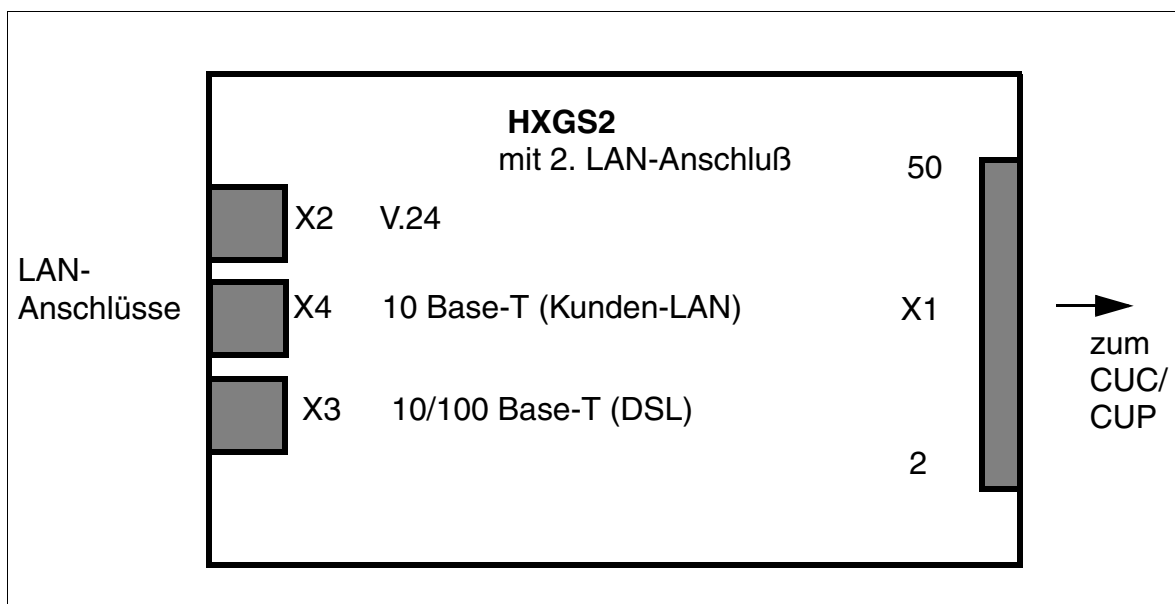 HXGS2
mit 2. LAN-Anschluß
50
X2 V.24
LAN-
Anschlüsse
X4 10 Base-T (Kunden-LAN)
X1
zum
CUC/
CUP
X3 10/100 Base-T (DSL)
2